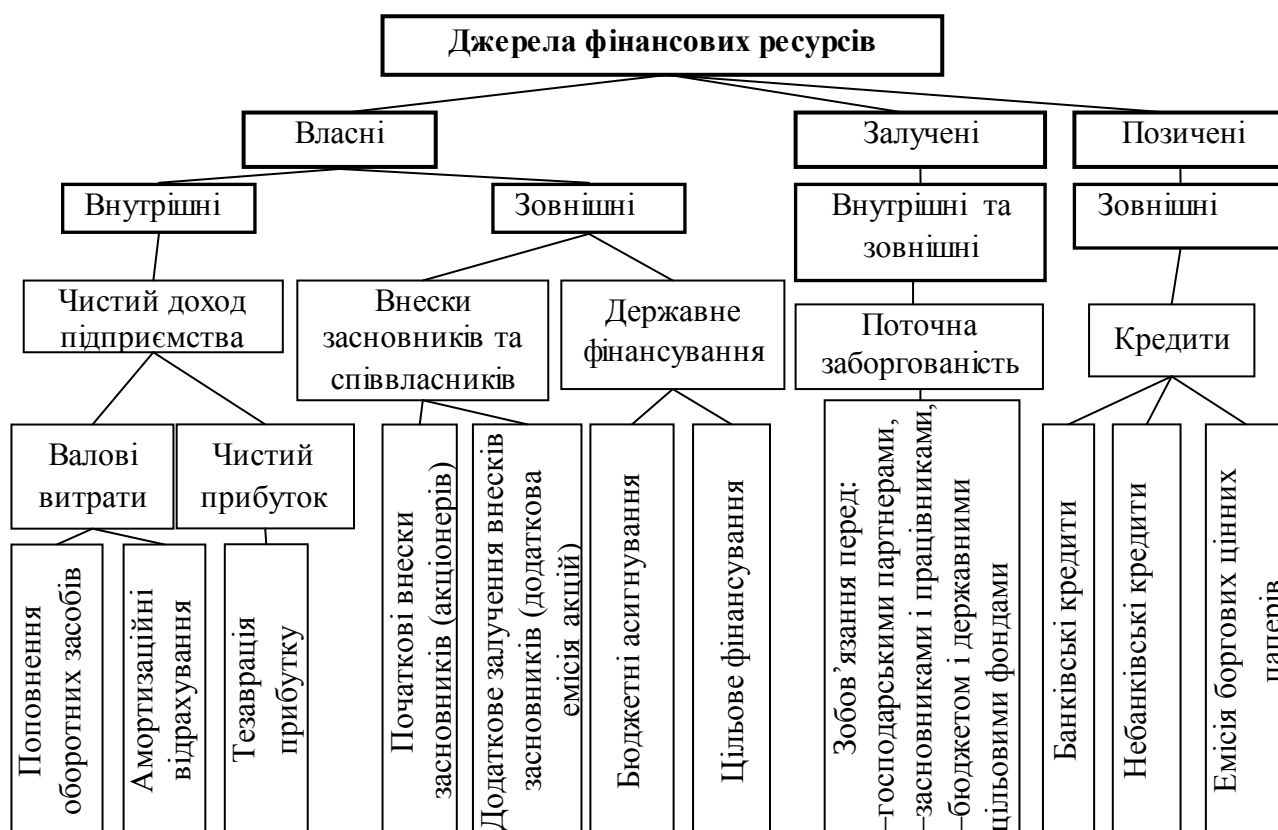 Джерела фінансових ресурсів
Власні
Залучені
Позичені
Внутрішні
Зовнішні
Внутрішні та
зовнішні
Зовнішні
Чистий доход
підприємства
Внески
засновників та
співвласників
Державне
фінансування
Поточна
заборгованість
Кредити
Валові
витрати
Чистий
прибуток
Поповнення
оборотних засобів
Амортизаційні
відрахування
Тезаврація
прибутку
Початкові внески
засновників (акціонерів)
Додаткове залучення внесків
засновників (додаткова
емісія акцій)
Бюджетні асигнування
Цільове фінансування
Зобов’язання перед:
–господарськими партнерами,
–засновниками і працівниками,
–бюджетом і державними
цільовими фондами
Банківські кредити
Небанківські кредити
Емісія боргових цінних
паперів